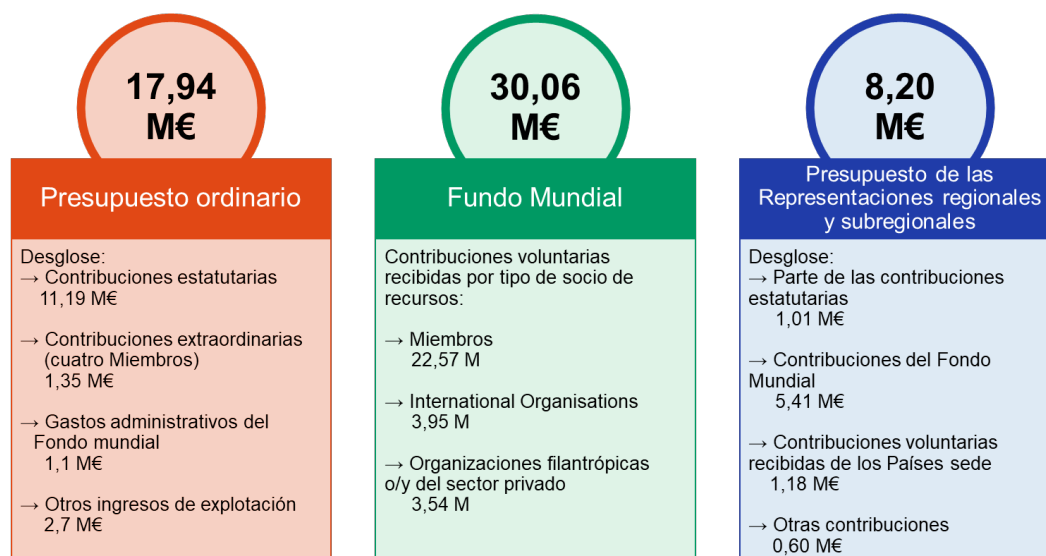 17,94
M€
Presupuesto ordinario
Desglose:
→ Contribuciones estatutarias
11,19 M€
→ Contribuciones extraordinarias
(cuatro Miembros)
1,35 M€
→ Gastos administrativos del
Fondo mundial
1,1 M€
→ Otros ingresos de explotación
2,7 M€
30,06
M€
Fundo Mundial
Contribuciones voluntarias
recibidas por tipo de socio de
recursos:
→ Miembros
22,57 M
→ International Organisations
3,95 M
→ Organizaciones filantrópicas
o/y del sector privado
3,54 M
8,20
M€
Presupuesto de las
Representaciones regionales
y subregionales
Desglose:
→ Parte de las contribuciones
estatutarias
1,01 M€
→ Contribuciones del Fondo
Mundial
5,41 M€
→ Contribuciones voluntarias
recibidas de los Países sede
1,18 M€
→ Otras contribuciones
0,60 M€